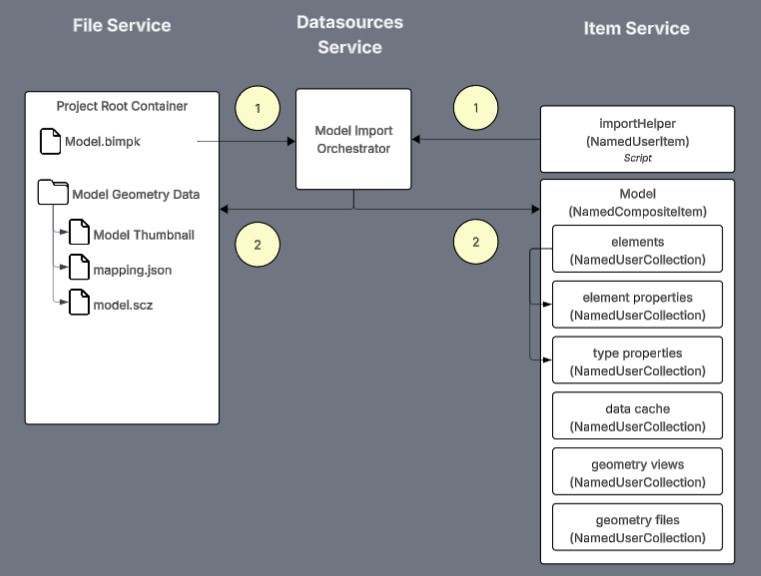 File Service
Datasources
Service
Item Service
Project Root Container
Model.bimpk
Model Geometry Data
Model Thumbnail
mapping.json
model.scz
1
Model Import
Orchestrator
1
2
2
importHelper
(NamedUserItem)
Script
Model
(NamedCompositeItem)
elements
(NamedUserCollection)
element properties
(NamedUserCollection)
type properties
(NamedUserCollection)
data cache
(NamedUserCollection)
geometry views
(NamedUserCollection)
geometry files
(NamedUserCollection)